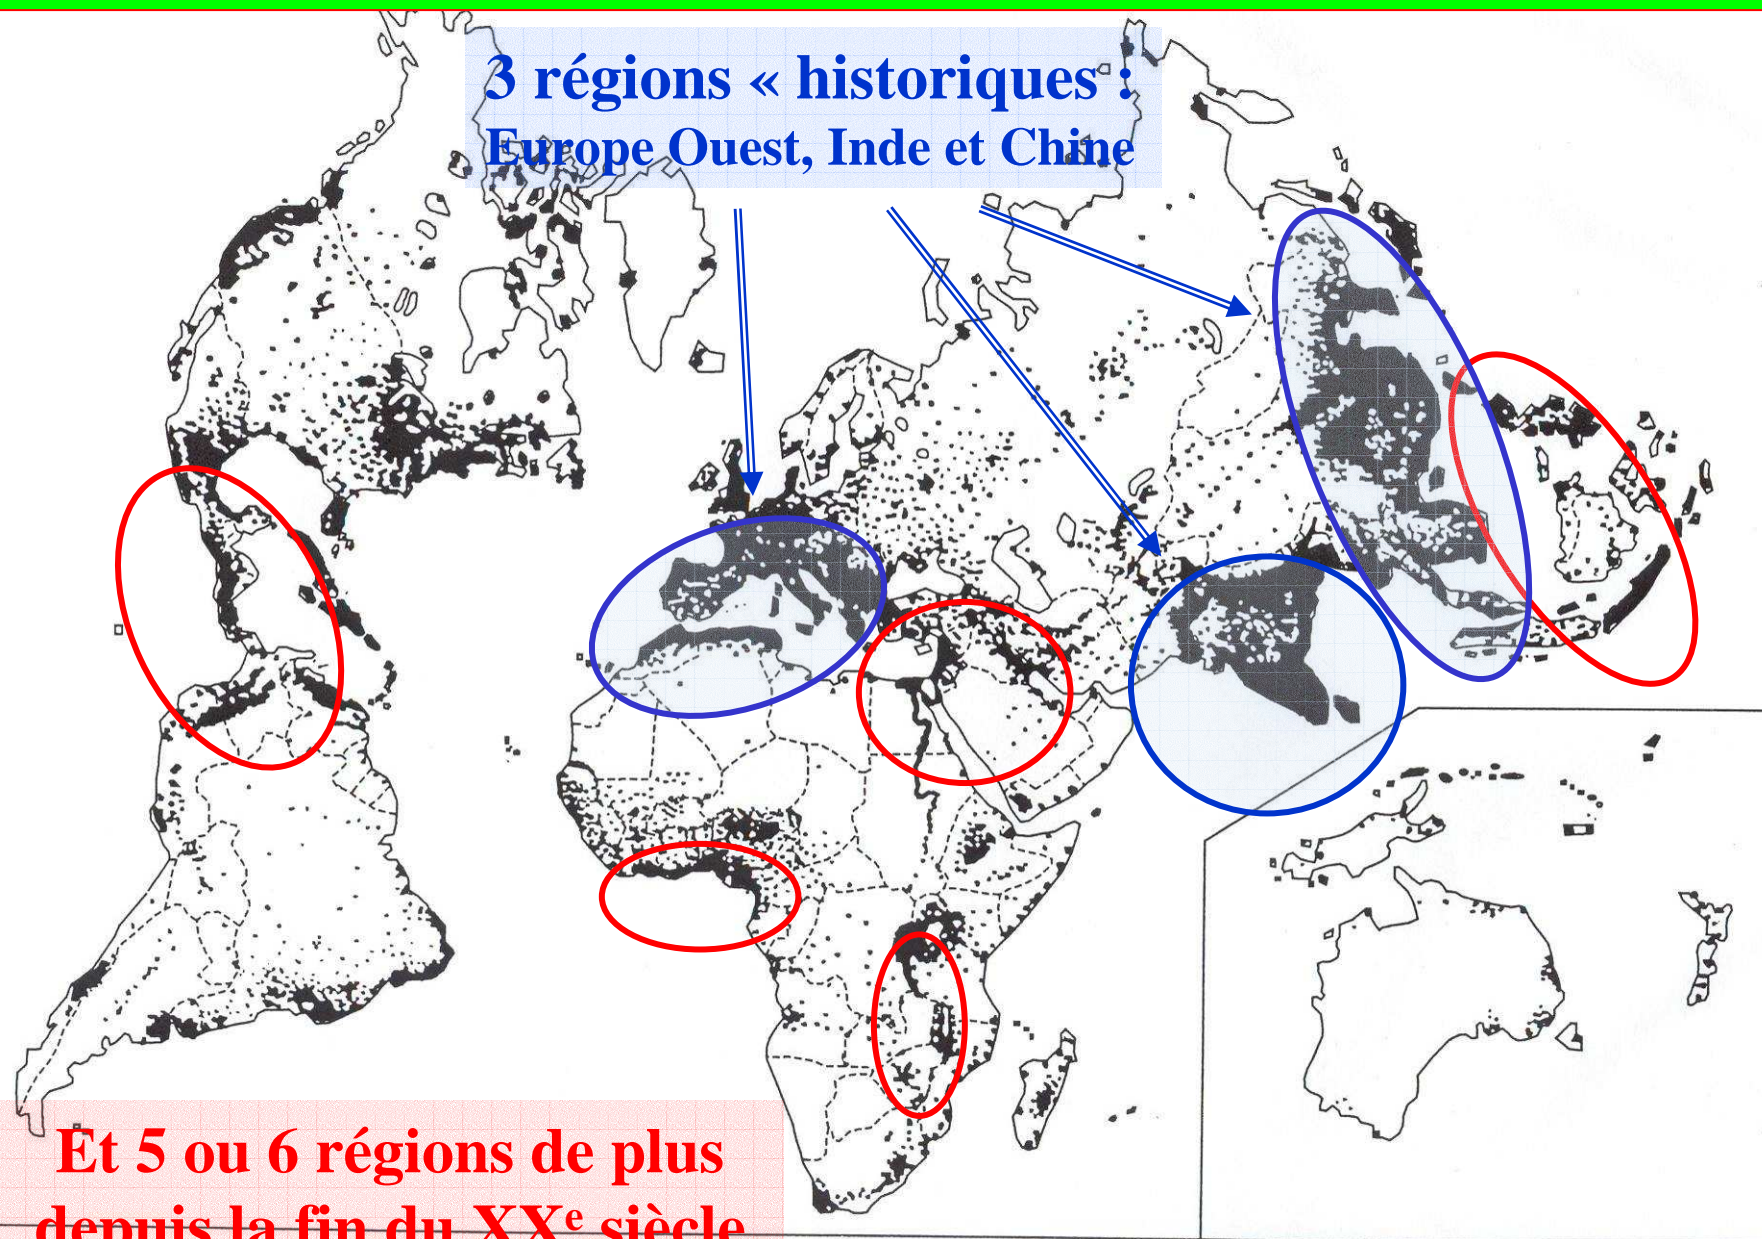 3 régions « historiques :
Europe Ouest, Inde et Chine
Et 5 ou 6 régions de plus
depuis la fin du XXᵉ siècle